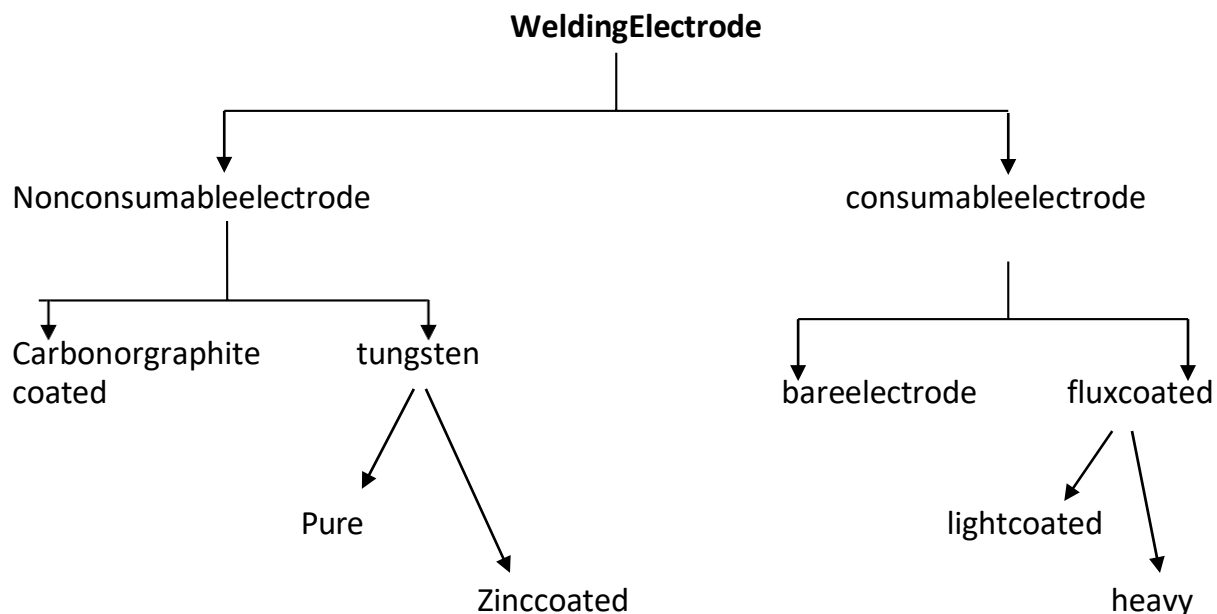 WeldingElectrode
Nonconsumableelectrode
consumableelectrode
Carbonorgraphite
coated
tungsten
bareelectrode
fluxcoated
Pure
lightcoated
Zinccoated
heavy